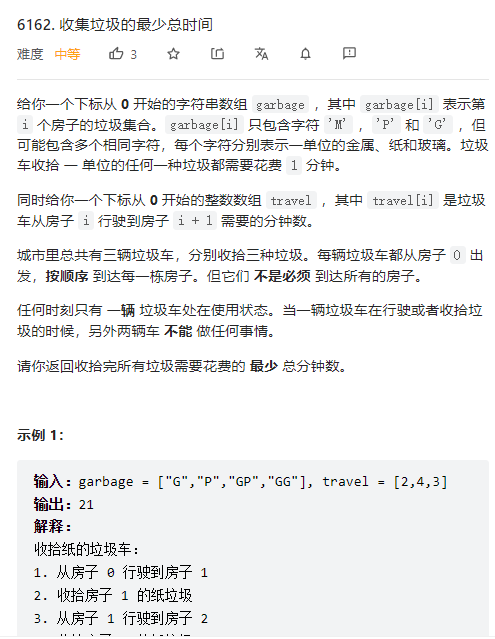 6162. 收集垃圾的最少总时间
难度 中等 3
给你一个下标从 0 开始的字符串数组 garbage ，其中 garbage[i] 表示第
i 个房子的垃圾集合。garbage[i] 只包含字符 'M' ，'P' 和 'G' ，但
可能包含多个相同字符，每个字符分别表示一单位的金属、纸和玻璃。垃圾
车收拾 一 单位的任何一种垃圾都需要花费 1 分钟。
同时给你一个下标从 0 开始的整数数组 travel ，其中 travel[i] 是垃圾
车从房子 i 行驶到房子 i + 1 需要的分钟数。
城市里总共有三辆垃圾车，分别收拾三种垃圾。每辆垃圾车都从房子 0 出
发，按顺序 到达每一栋房子。但它们 不是必须 到达所有的房子。
任何时刻只有 一辆 垃圾车处在使用状态。当一辆垃圾车在行驶或者收拾垃
圾的时候，另外两辆车 不能 做任何事情。
请你返回收拾完所有垃圾需要花费的 最少 总分钟数。
示例 1：
输入：garbage = ["G","P","GP","GG"], travel = [2,4,3]
输出：21
解释：
收拾纸的垃圾车：
1. 从房子 0 行驶到房子 1
2. 收拾房子 1 的纸垃圾
3. 从房子 1 行驶到房子 2